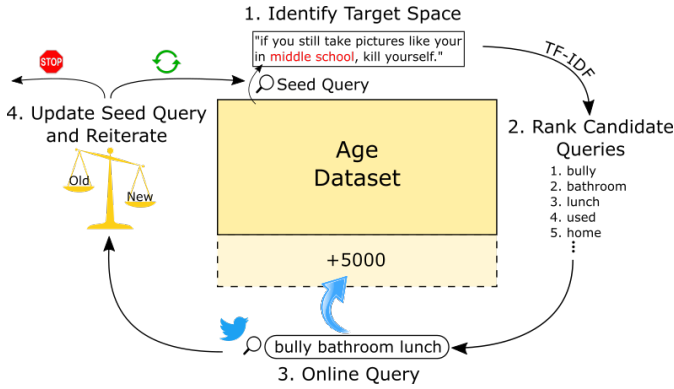 1. Identify Target Space
"if you still take pictures like your
in middle school, kill yourself."
Seed Query
TF-IDF
STOP
4. Update Seed Query
and Reiterate
Old
New
Age
Dataset
2. Rank Candidate
Queries
1. bully
2. bathroom
3. lunch
4. used
5. home
+5000
bully bathroom lunch
3. Online Query